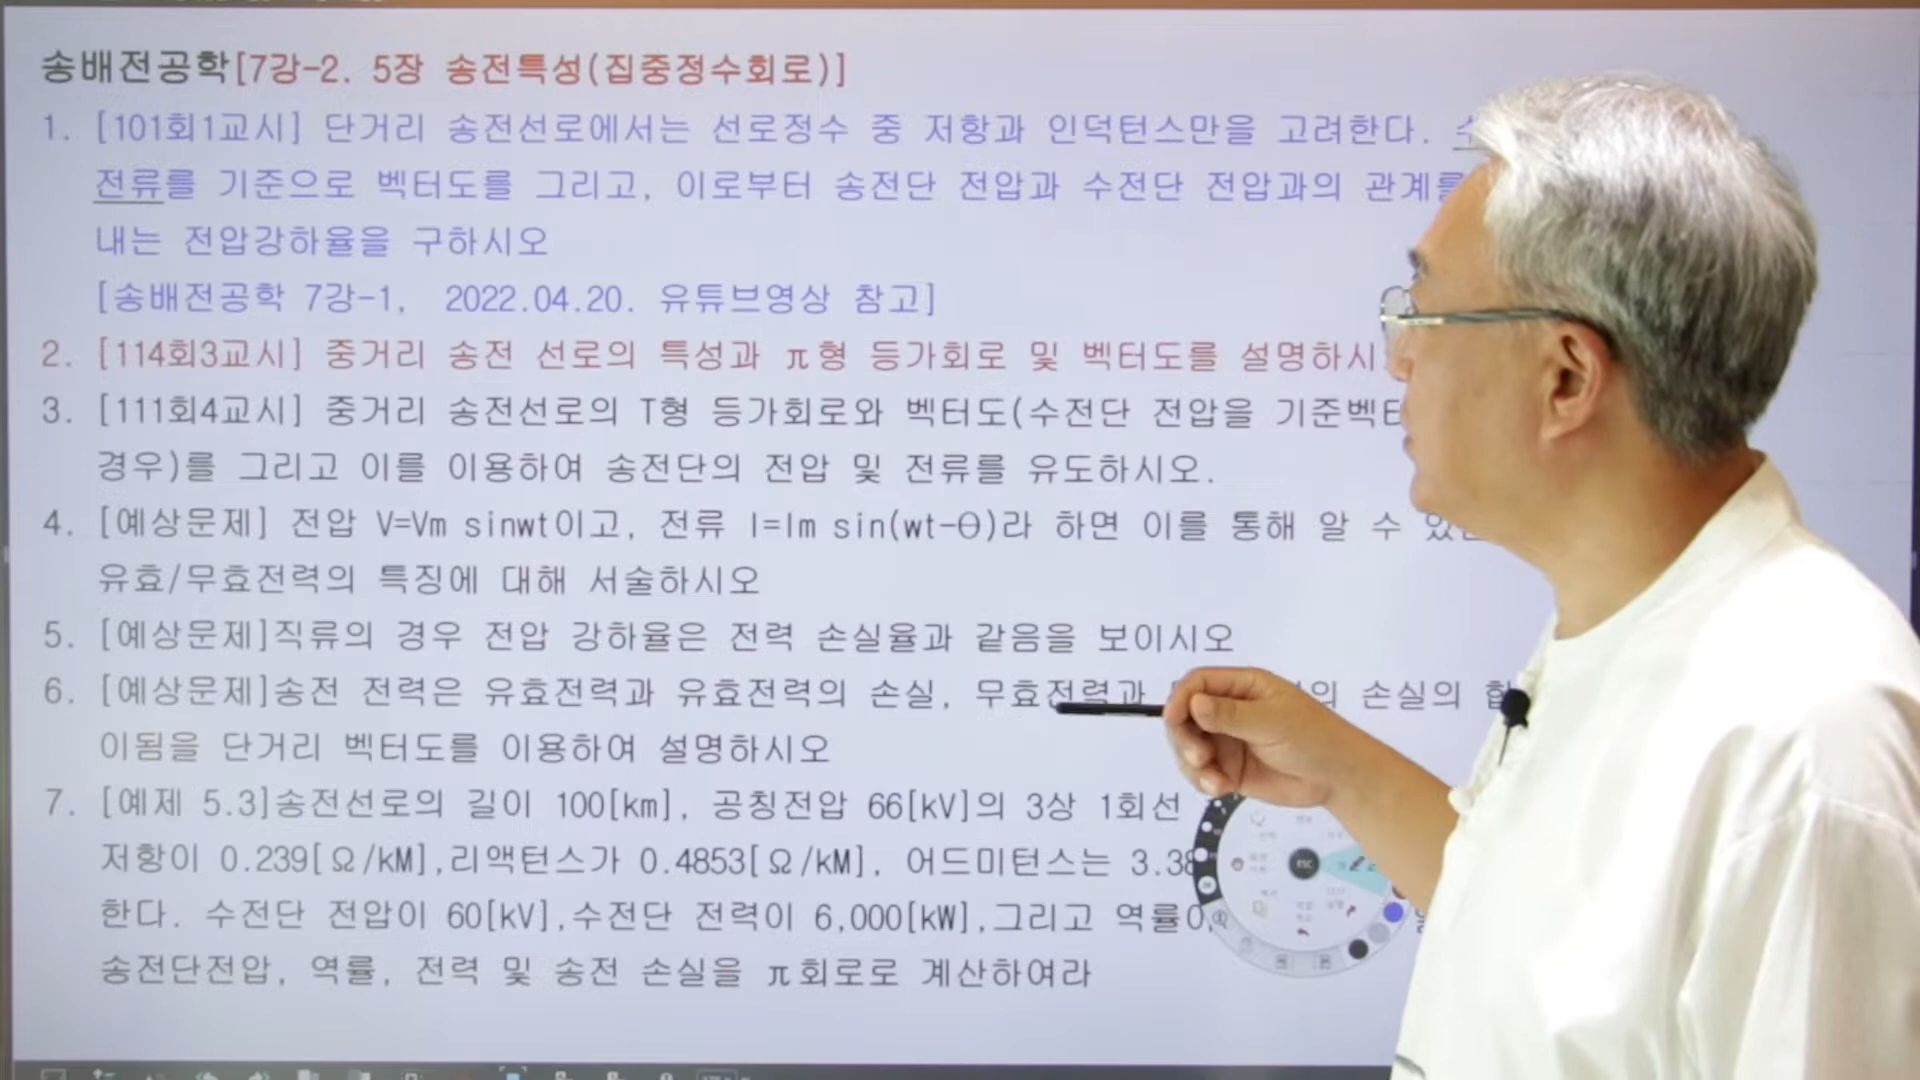 송배전공학[7강-2. 5장 송전특성(집중정수회로)]
1. [101회1교시] 단거리 송전선로에서는 선로정수 중 저항과 인덕턴스만을 고려한다.
전류를 기준으로 벡터도를 그리고, 이로부터 송전단 전압과 수전단 전압과의 관계를
내는 전압강하율을 구하시오
[송배전공학 7강-1, 2022.04.20. 유튜브영상 참고]
2. [114회3교시] 중거리 송전 선로의 특성과 π형 등가회로 및 벡터도를 설명하시
3. [111회4교시] 중거리 송전선로의 T형 등가회로와 벡터도(수전단 전압을 기준벡터
경우)를 그리고 이를 이용하여 송전단의 전압 및 전류를 유도하시오.
4. [예상문제] 전압 V=Vm sinwt이고, 전류 I=Im sin(wt-Θ)라 하면 이를 통해 알 수
유효/무효전력의 특징에 대해 서술하시오
5. [예상문제]직류의 경우 전압 강하율은 전력 손실율과 같음을 보이시오
6. [예상문제]송전 전력은 유효전력과 유효전력의 손실, 무효전력과 의 손실의
이됨을 단거리 벡터도를 이용하여 설명하시오
7. [예제 5.3]송전선로의 길이 100[km], 공칭전압 66[kV]의 3상 1회선
저항이 0.239[Ω/kM],리액턴스가 0.4853[Ω/kM], 어드미턴스는 3.38
한다. 수전단 전압이 60[kV],수전단 전력이 6,000[kW],그리고 역률
송전단전압, 역률, 전력 및 송전 손실을 π회로로 계산하여라
ESC